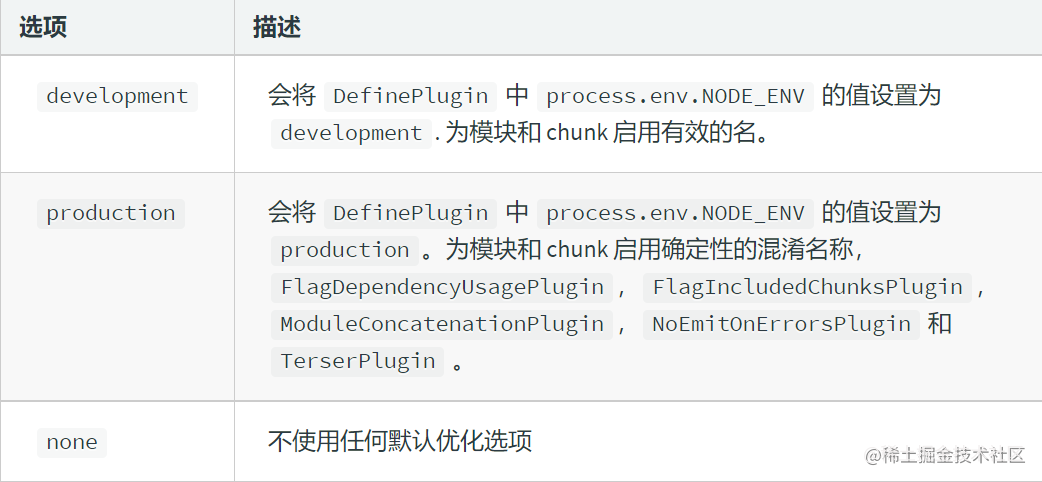 选项 描述
development 会将 DefinePlugin 中 process.env.NODE_ENV 的值设置为
development . 为模块和 chunk 启用有效的名。
production 会将 DefinePlugin 中 process.env.NODE_ENV 的值设置为
production 。为模块和 chunk 启用确定性的混淆名称，
FlagDependencyUsagePlugin ， FlagIncludedChunksPlugin ，
ModuleConcatenationPlugin ， NoEmitOnErrorsPlugin 和
TerserPlugin 。
none 不使用任何默认优化选项
@稀土掘金技术社区